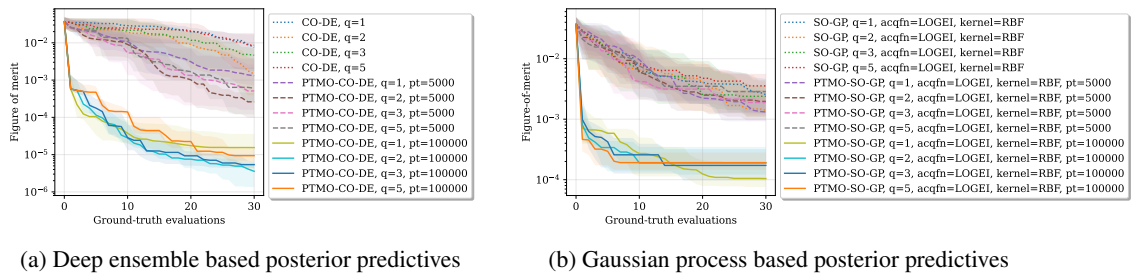 Figure of merit
10⁻²
10⁻³
10⁻⁴
10⁻⁵
10⁻⁶
0
10
20
30
Ground-truth evaluations
CO-DE, q=1
CO-DE, q=2
CO-DE, q=3
CO-DE, q=5
PTMO-CO-DE, q=1, pt=5000
PTMO-CO-DE, q=2, pt=5000
PTMO-CO-DE, q=3, pt=5000
PTMO-CO-DE, q=5, pt=5000
PTMO-CO-DE, q=1, pt=100000
PTMO-CO-DE, q=2, pt=100000
PTMO-CO-DE, q=3, pt=100000
PTMO-CO-DE, q=5, pt=100000
(a) Deep ensemble based posterior predictives
Figure-of-merit
10⁻²
10⁻³
10⁻⁴
0
10
20
30
Ground-truth evaluations
SO-GP, q=1, acqfn=LOGEI, kernel=RBF
SO-GP, q=2, acqfn=LOGEI, kernel=RBF
SO-GP, q=3, acqfn=LOGEI, kernel=RBF
SO-GP, q=5, acqfn=LOGEI, kernel=RBF
PTMO-SO-GP, q=1, acqfn=LOGEI, kernel=RBF, pt=5000
PTMO-SO-GP, q=2, acqfn=LOGEI, kernel=RBF, pt=5000
PTMO-SO-GP, q=3, acqfn=LOGEI, kernel=RBF, pt=5000
PTMO-SO-GP, q=5, acqfn=LOGEI, kernel=RBF, pt=5000
PTMO-SO-GP, q=1, acqfn=LOGEI, kernel=RBF, pt=100000
PTMO-SO-GP, q=2, acqfn=LOGEI, kernel=RBF, pt=100000
PTMO-SO-GP, q=3, acqfn=LOGEI, kernel=RBF, pt=100000
PTMO-SO-GP, q=5, acqfn=LOGEI, kernel=RBF, pt=100000
(b) Gaussian process based posterior predictives